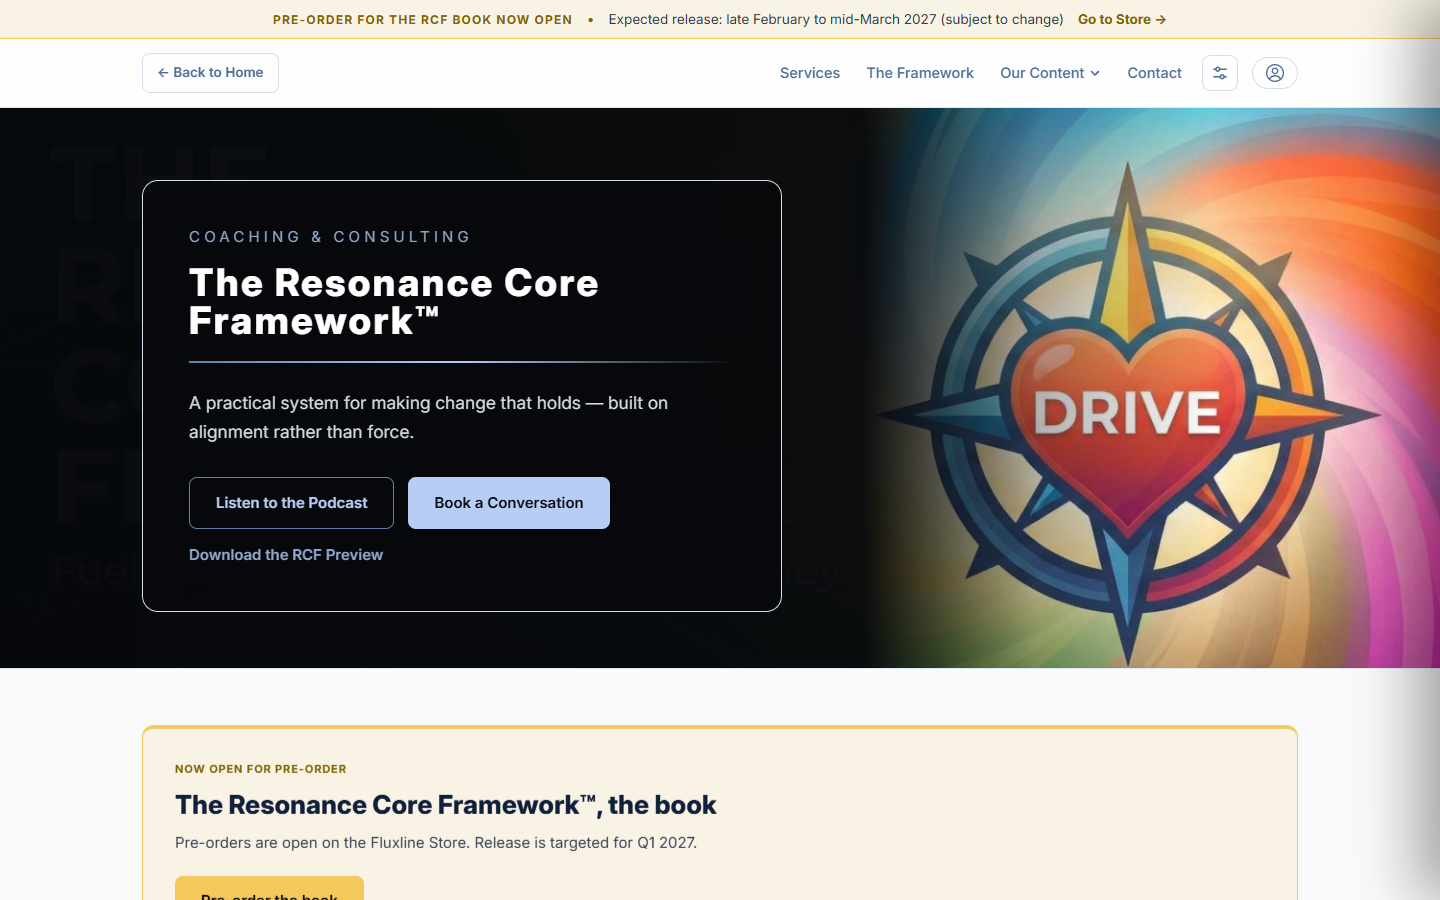 PRE-ORDER FOR THE RCF BOOK NOW OPEN • Expected release: late February to mid-March 2027 (subject to change) Go to Store →
← Back to Home
Services
The Framework
Our Content
Contact
COACHING & CONSULTING
The Resonance Core
Framework™
A practical system for making change that holds — built on
alignment rather than force.
Listen to the Podcast
Book a Conversation
Download the RCF Preview
DRIVE
NOW OPEN FOR PRE-ORDER
The Resonance Core Framework™, the book
Pre-orders are open on the Fluxline Store. Release is targeted for Q1 2027.
Pre-order the book